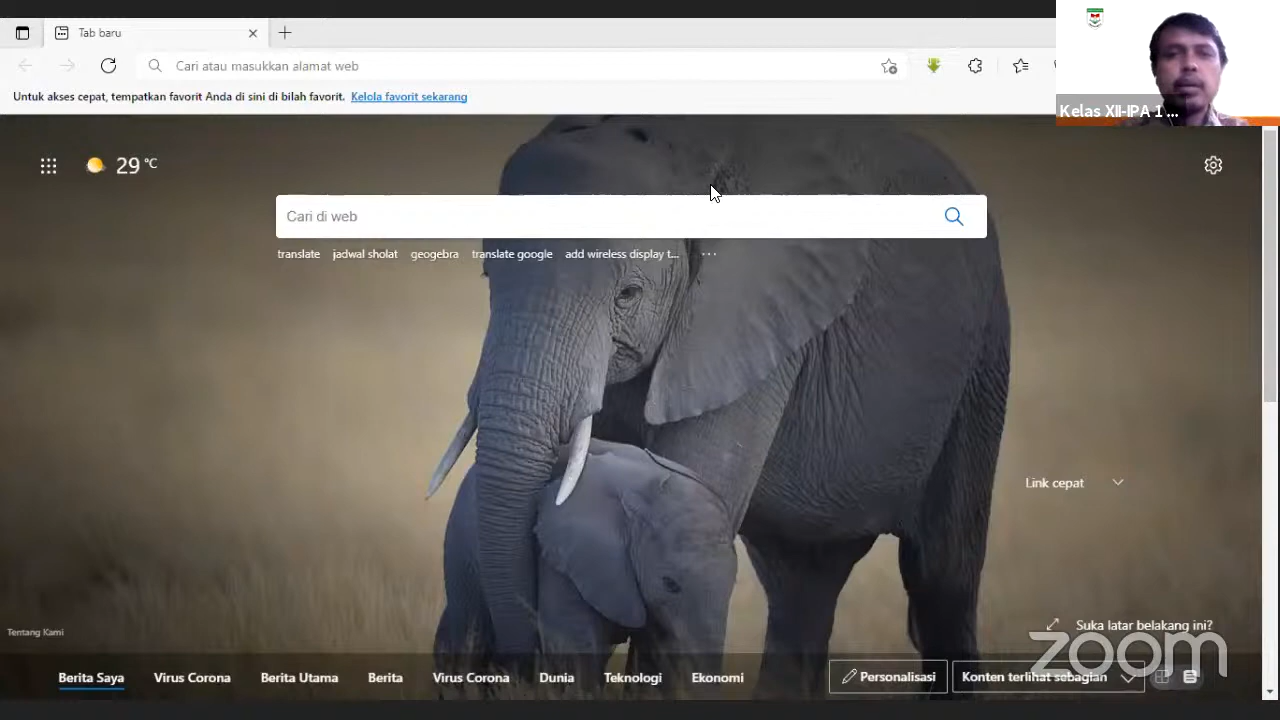 Tab baru
Cari atau masukkan alamat web
Untuk akses cepat, tempatkan favorit Anda di sini di bilah favorit. Kelola favorit sekarang
Kelas XII-IPA 1 ...
29 °C
Cari di web
translate jadwal sholat geogebra translate google add wireless display t... ...
Link cepat
Suka latar belakang ini?
Tentang Kami
zoom
Berita Saya Virus Corona Berita Utama Berita Virus Corona Dunia Teknologi Ekonomi Personalisasi Konten terlihat sebagian